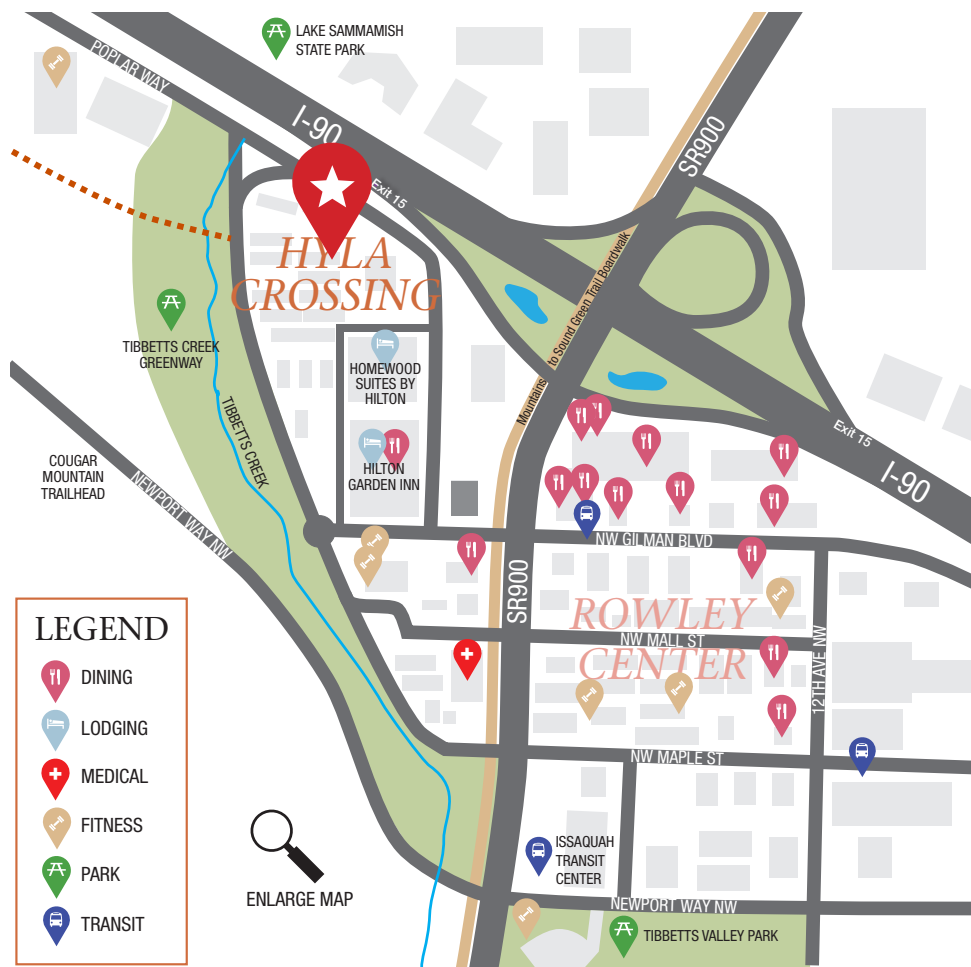 LAKE SAMMAMISH
STATE PARK
POPLAR WAY
I-90
SR900
Exit 15
HYLA
CROSSING
Mountains to Sound Green Trail Boardwalk
TIBBETTS CREEK
GREENWAY
HOMEWOOD
SUITES BY
HILTON
TIBBETTS CREEK
HILTON
GARDEN INN
COUGAR
MOUNTAIN
TRAILHEAD
NEWPORT WAY NW
Exit 15
I-90
NW GILMAN BLVD
SR900
ROWLEY
CENTER
NW MALL ST
12TH AVE NW
NW MAPLE ST
LEGEND
DINING
LODGING
MEDICAL
FITNESS
PARK
TRANSIT
ENLARGE MAP
ISSAQUAH
TRANSIT
CENTER
NEWPORT WAY NW
TIBBETTS VALLEY PARK